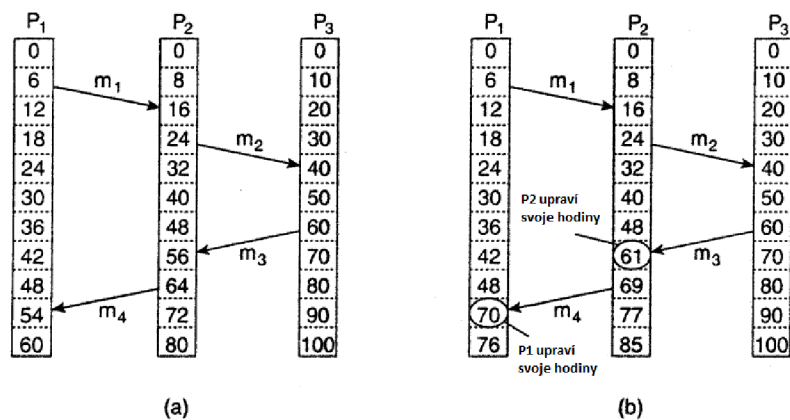 P1 P2 P3
0 0 0
6 8 10
m1
12 16 20
18 24 30
m2
24 32 40
30 40 50
36 48 60
42 56 70
m3
48 64 80
54 72 90
m4
60 80 100
(a)
P1 P2 P3
0 0 0
6 8 10
m1
12 16 20
18 24 30
m2
24 32 40
30 40 50
P2 upraví
svoje hodiny
36 48 60
42 61 70
m3
48 69 80
70 77 90
m4
76 85 100
P1 upraví
svoje hodiny
(b)